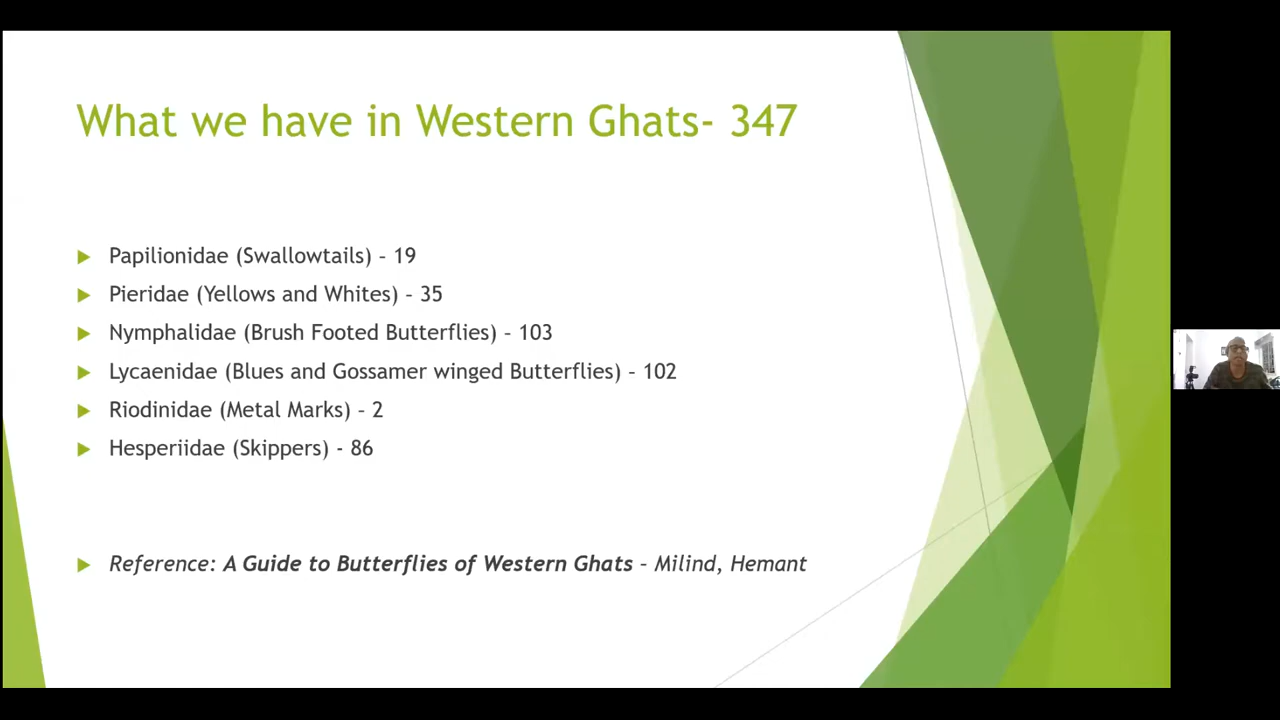 What we have in Western Ghats- 347
Papilionidae (Swallowtails) – 19
Pieridae (Yellows and Whites) – 35
Nymphalidae (Brush Footed Butterflies) – 103
Lycaenidae (Blues and Gossamer winged Butterflies) – 102
Riodinidae (Metal Marks) – 2
Hesperiidae (Skippers) - 86
Reference: A Guide to Butterflies of Western Ghats – Milind, Hemant